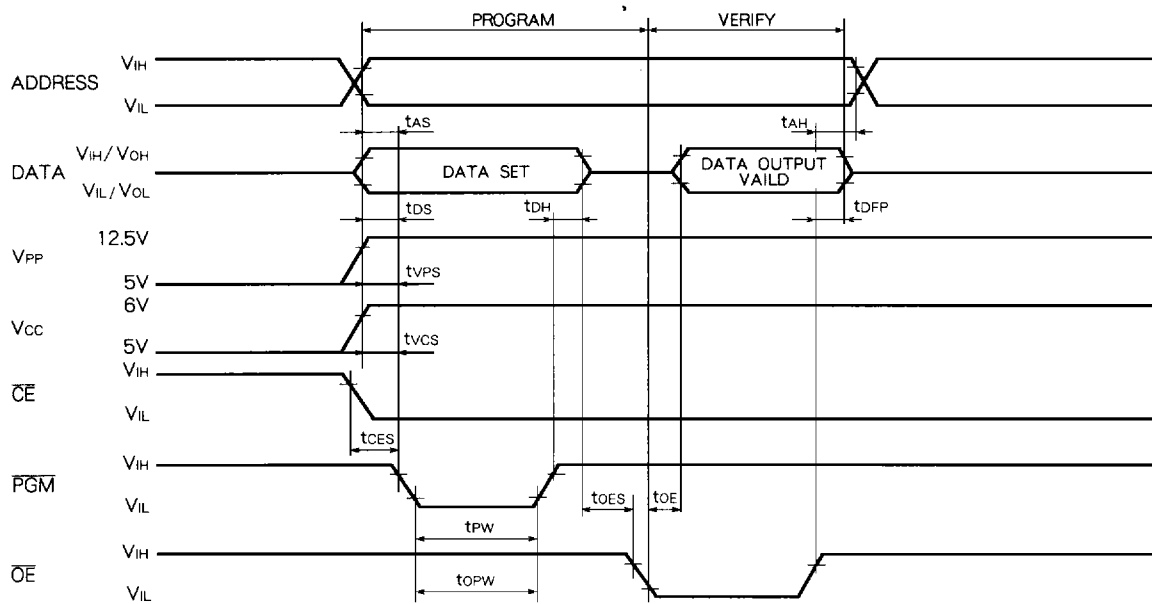 PROGRAM VERIFY
ADDRESS VIH
VIL
tAS tAH
DATA VIH/VOH
DATA SET
DATA OUTPUT
VAILD
VIL/VOL
tDS tDH tDFP
VPP 12.5V
5V
tVPS
VCC 6V
5V
tVCS
CE VIH
VIL
tCES
PGM VIH
VIL
tOES tOE
tPW
OE VIH
VIL
tOPW